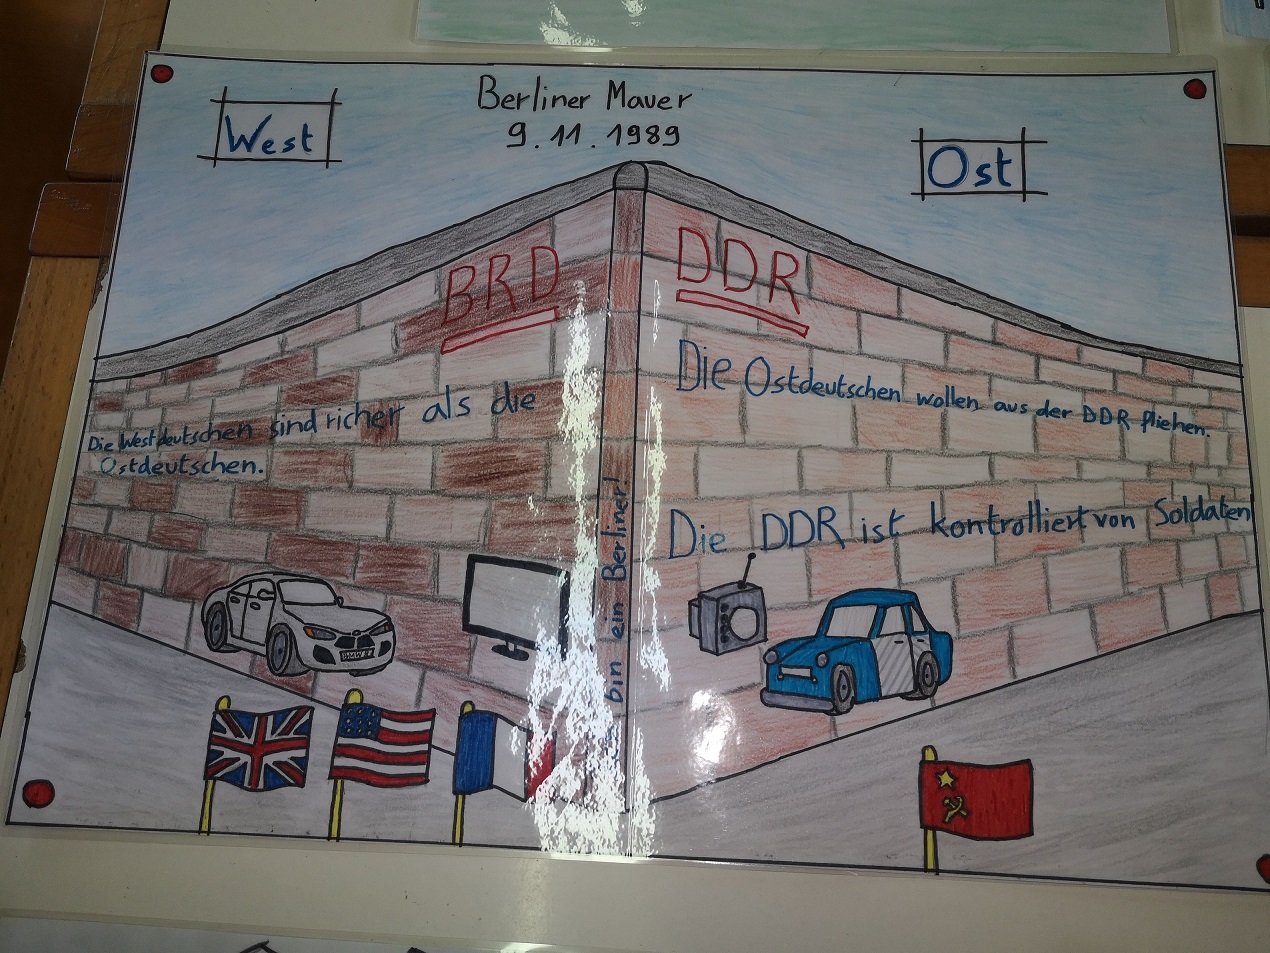 Berliner Mauer
9.11.1989
West
Ost
BRD
Die Westdeutschen sind richer als die
Ostdeutschen.
DDR
Die Ostdeutschen wollen aus der DDR fliehen.
Die DDR ist kontrolliert von Soldaten
bin ein Berliner!